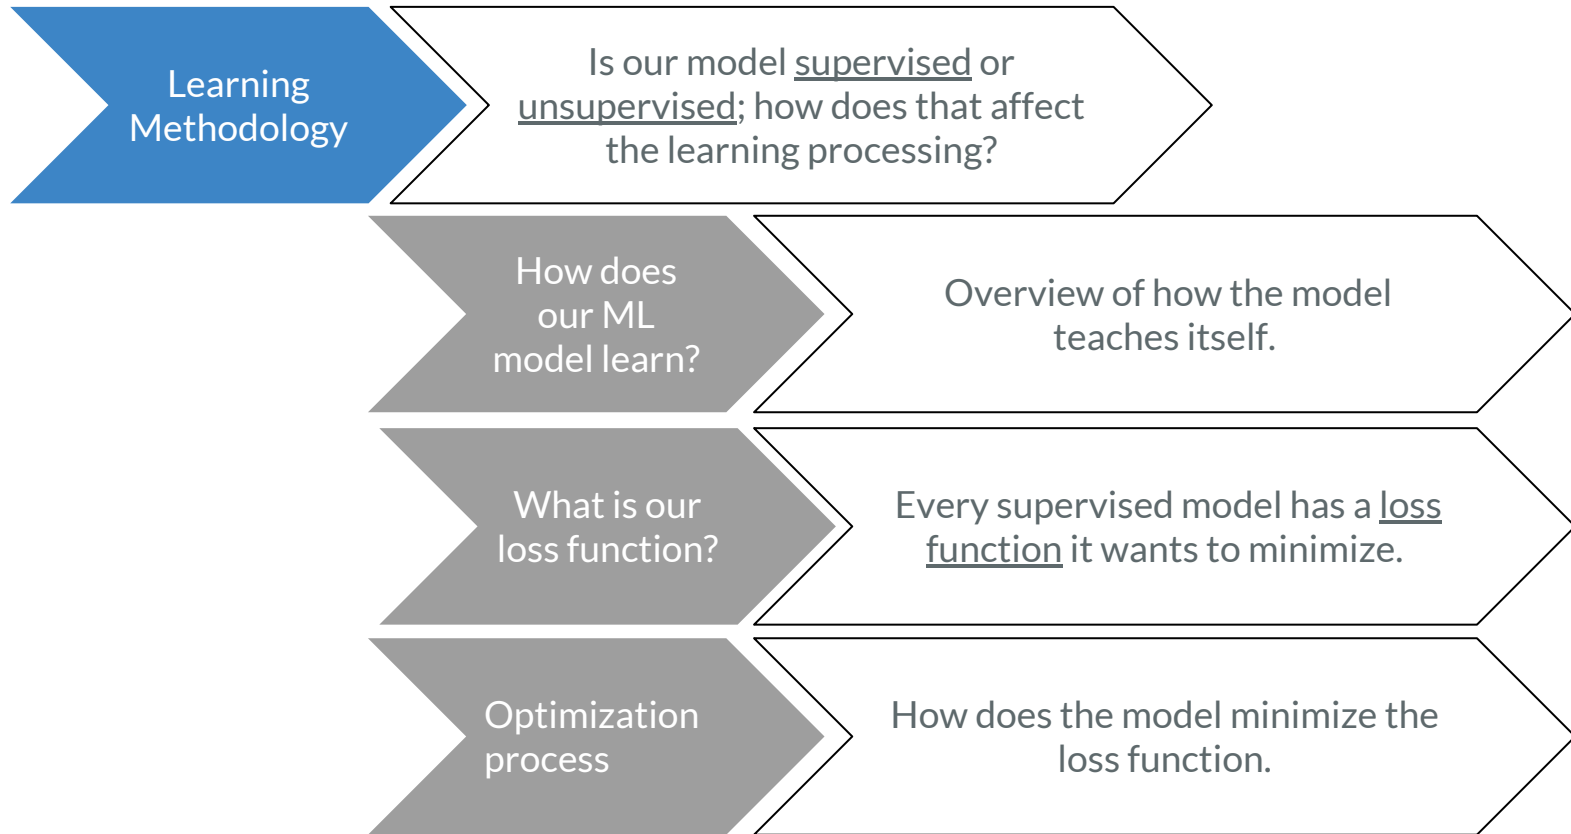 Learning
Methodology
Is our model supervised or
unsupervised; how does that affect
the learning processing?
How does
our ML
model learn?
Overview of how the model
teaches itself.
What is our
loss function?
Every supervised model has a loss
function it wants to minimize.
Optimization
process
How does the model minimize the
loss function.